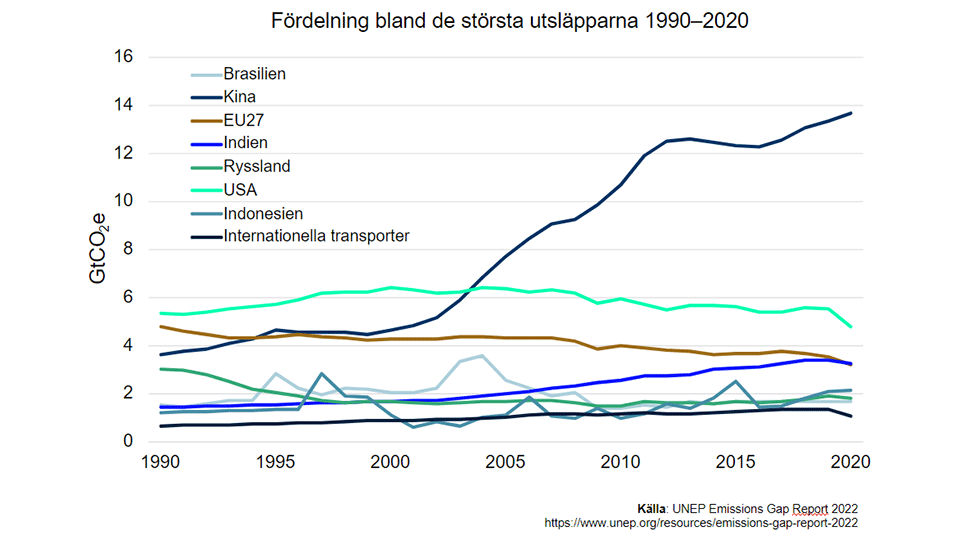 Fördelning bland de största utsläpparna 1990–2020
16
14
12
10
8
6
4
2
0
GtCO2e
Brasilien
Kina
EU27
Indien
Ryssland
USA
Indonesien
Internationella transporter
1990 1995 2000 2005 2010 2015 2020
Källa: UNEP Emissions Gap Report 2022
https://www.unep.org/resources/emissions-gap-report-2022